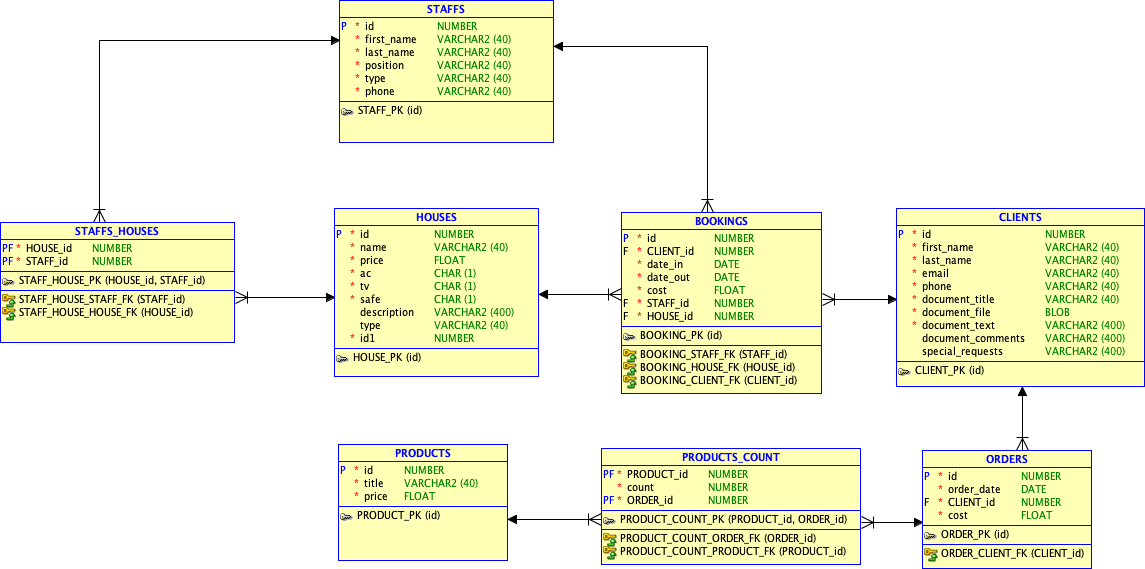 STAFFS
P * id NUMBER
* first_name VARCHAR2 (40)
* last_name VARCHAR2 (40)
* position VARCHAR2 (40)
* type VARCHAR2 (40)
* phone VARCHAR2 (40)
STAFF_PK (id)
STAFFS_HOUSES
PF * HOUSE_id NUMBER
PF * STAFF_id NUMBER
STAFF_HOUSE_PK (HOUSE_id, STAFF_id)
STAFF_HOUSE_STAFF_FK (STAFF_id)
STAFF_HOUSE_HOUSE_FK (HOUSE_id)
HOUSES
P * id NUMBER
* name VARCHAR2 (40)
* price FLOAT
* ac CHAR (1)
* tv CHAR (1)
* safe CHAR (1)
description VARCHAR2 (400)
type VARCHAR2 (40)
* id1 NUMBER
HOUSE_PK (id)
BOOKINGS
P * id NUMBER
F * CLIENT_id NUMBER
* date_in DATE
* date_out DATE
* cost FLOAT
F * STAFF_id NUMBER
F * HOUSE_id NUMBER
BOOKING_PK (id)
BOOKING_STAFF_FK (STAFF_id)
BOOKING_HOUSE_FK (HOUSE_id)
BOOKING_CLIENT_FK (CLIENT_id)
CLIENTS
P * id NUMBER
* first_name VARCHAR2 (40)
* last_name VARCHAR2 (40)
* email VARCHAR2 (40)
* phone VARCHAR2 (40)
* document_title VARCHAR2 (40)
* document_file BLOB
* document_text VARCHAR2 (400)
document_comments VARCHAR2 (400)
special_requests VARCHAR2 (400)
CLIENT_PK (id)
PRODUCTS
P * id NUMBER
* title VARCHAR2 (40)
* price FLOAT
PRODUCT_PK (id)
PRODUCTS_COUNT
PF * PRODUCT_id NUMBER
* count NUMBER
PF * ORDER_id NUMBER
PRODUCT_COUNT_PK (PRODUCT_id, ORDER_id)
PRODUCT_COUNT_ORDER_FK (ORDER_id)
PRODUCT_COUNT_PRODUCT_FK (PRODUCT_id)
ORDERS
P * id NUMBER
* order_date DATE
F * CLIENT_id NUMBER
* cost FLOAT
ORDER_PK (id)
ORDER_CLIENT_FK (CLIENT_id)